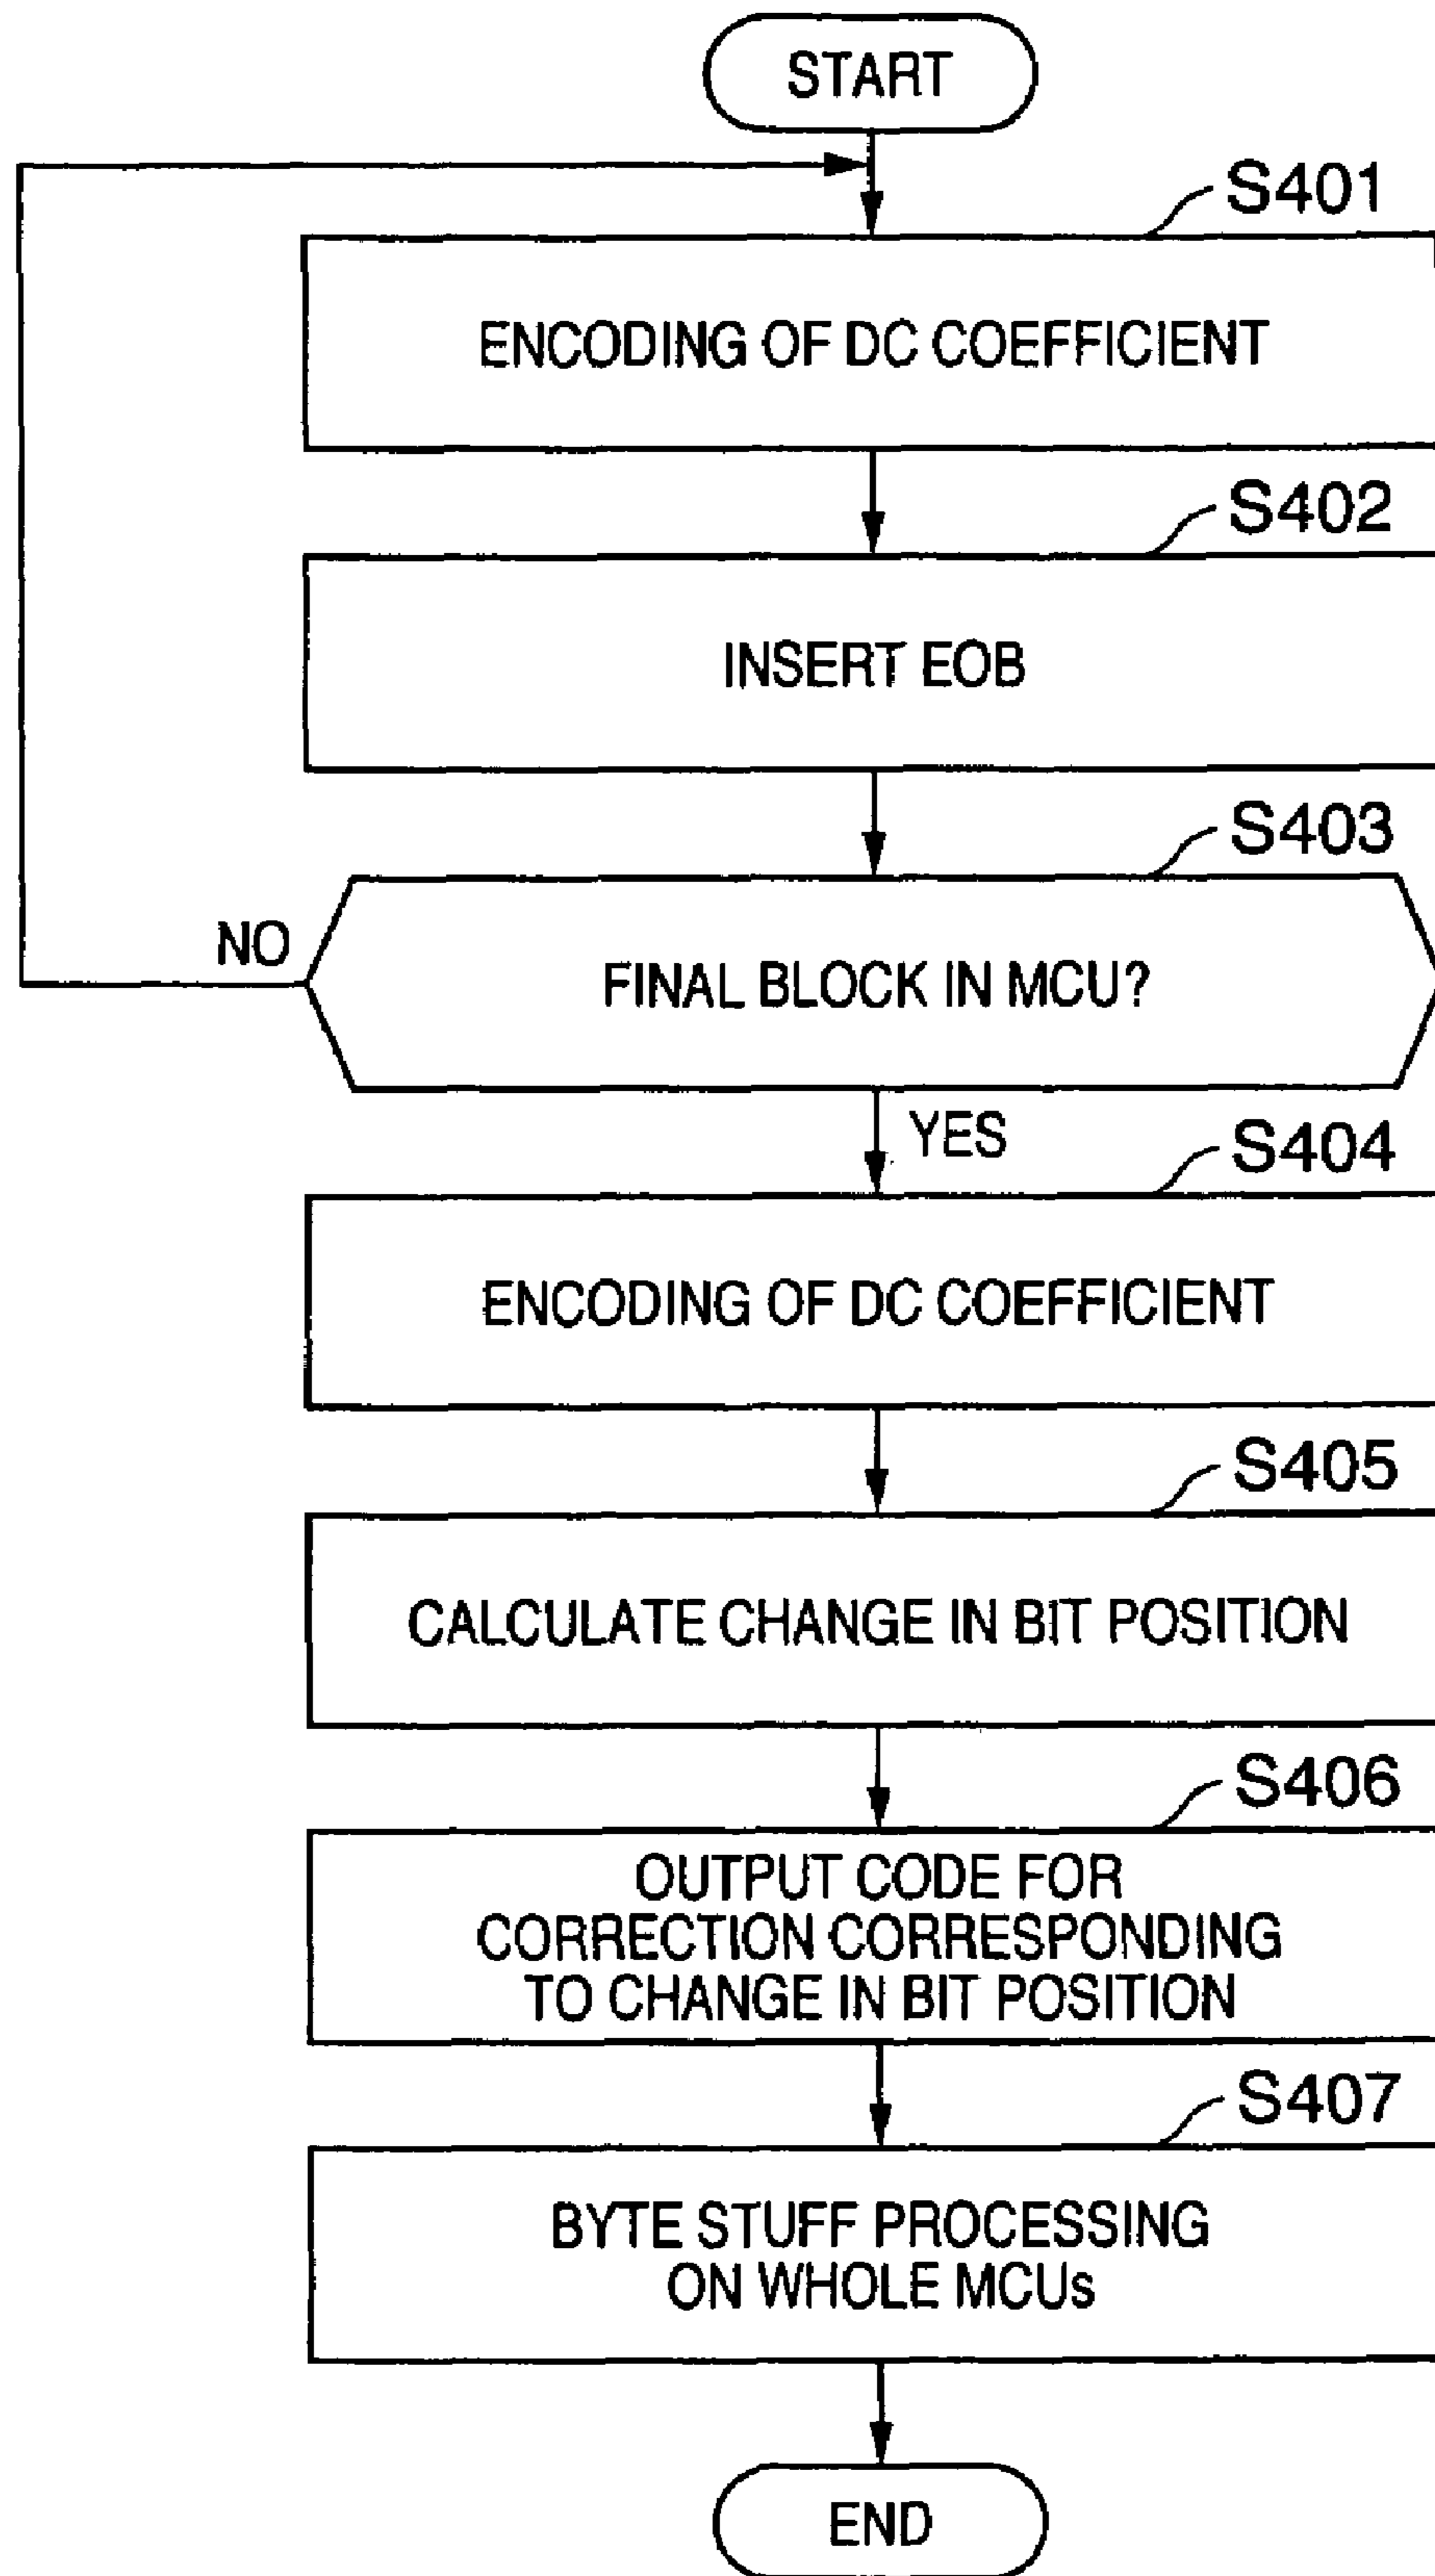 START
S401
ENCODING OF DC COEFFICIENT
S402
INSERT EOB
S403
NO
FINAL BLOCK IN MCU?
YES
S404
ENCODING OF DC COEFFICIENT
S405
CALCULATE CHANGE IN BIT POSITION
S406
OUTPUT CODE FOR
CORRECTION CORRESPONDING
TO CHANGE IN BIT POSITION
S407
BYTE STUFF PROCESSING
ON WHOLE MCUs
END